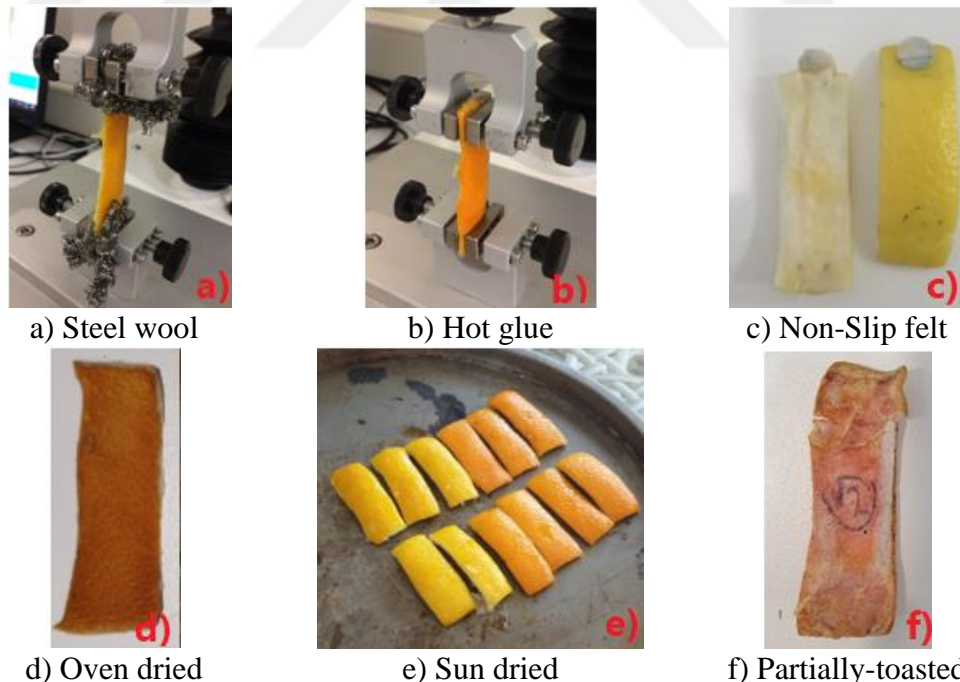 a) b) c)
a) Steel wool b) Hot glue c) Non-Slip felt
d) e) f)
d) Oven dried e) Sun dried f) Partially-toasted